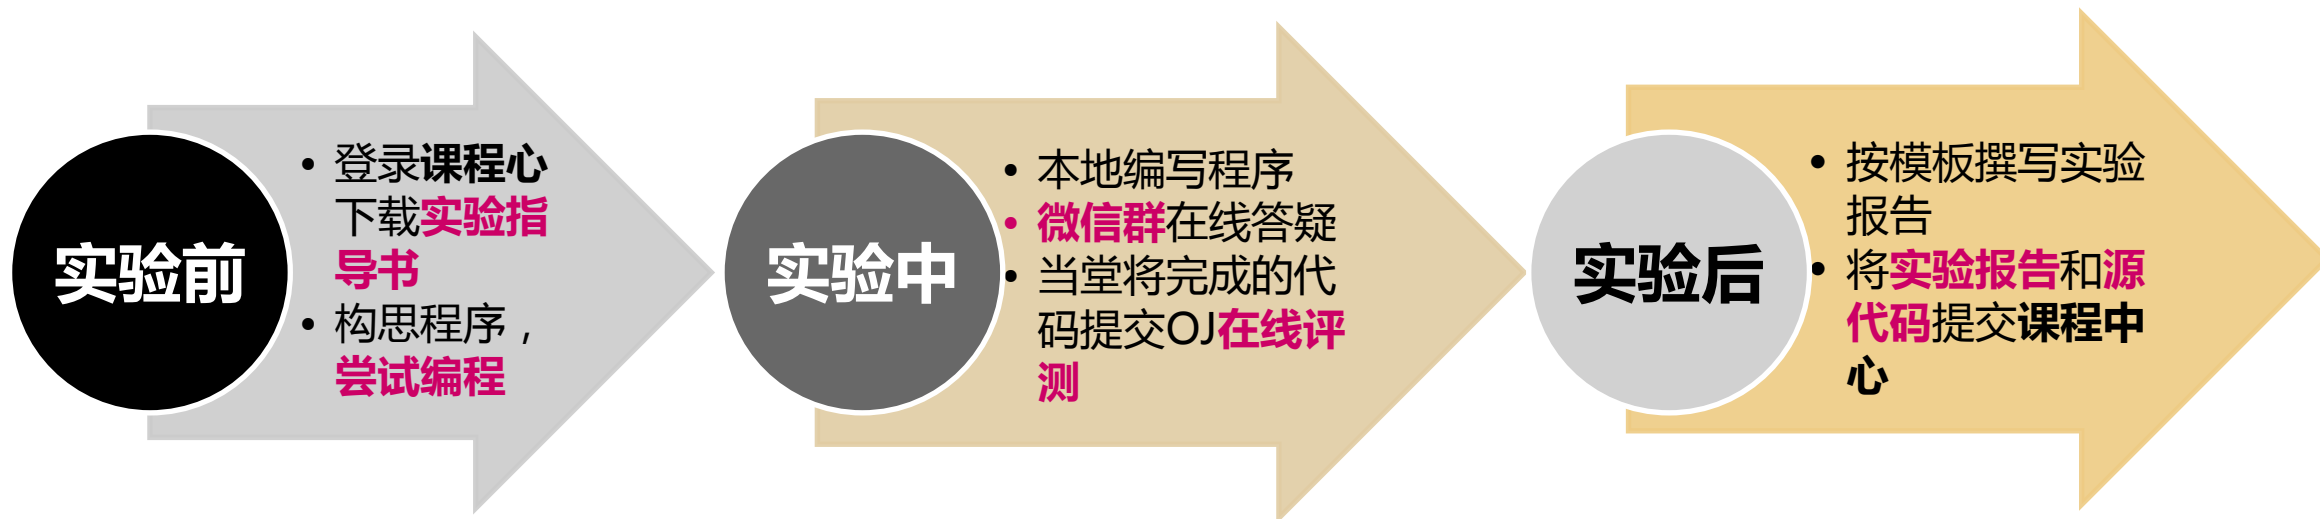 实验前
• 登录课程心
下载实验指
导书
• 构思程序，
尝试编程
实验中
• 本地编写程序
• 微信群在线答疑
• 当堂将完成的代
码提交OJ在线评
测
实验后
• 按模板撰写实验
报告
• 将实验报告和源
代码提交课程中
心